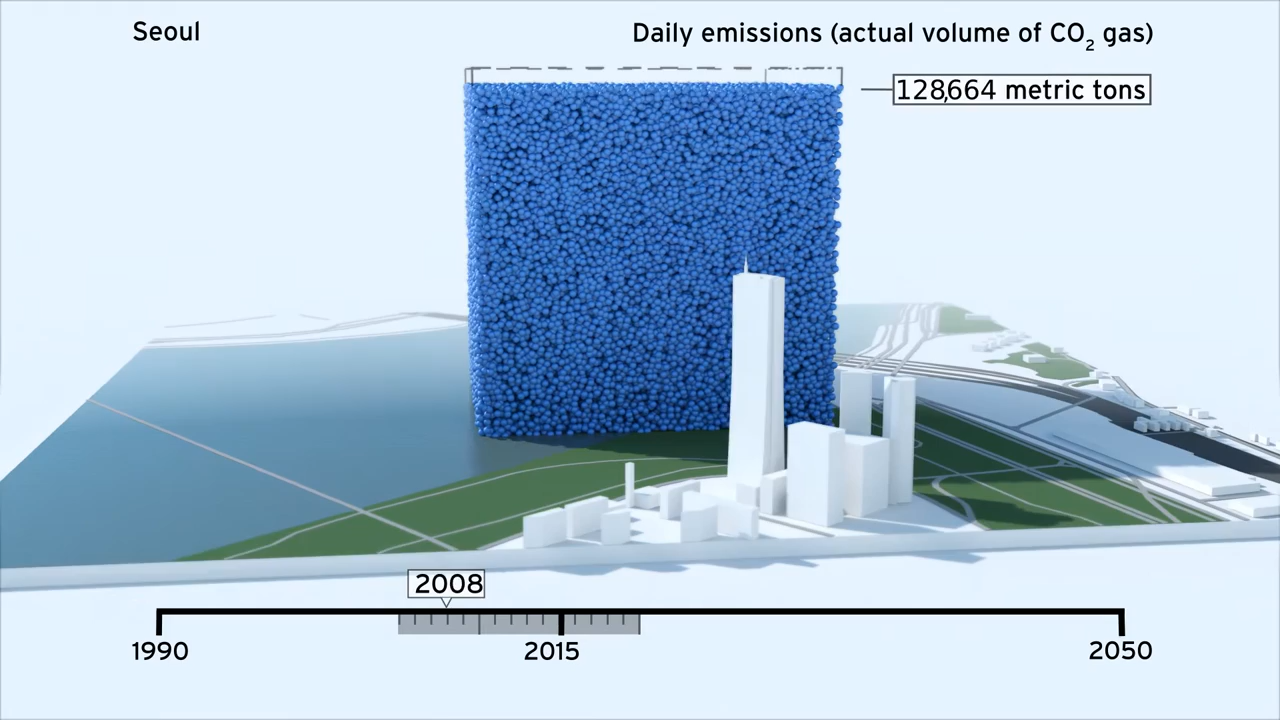 Seoul
Daily emissions (actual volume of CO₂ gas)
128,664 metric tons
2008
1990
2015
2050